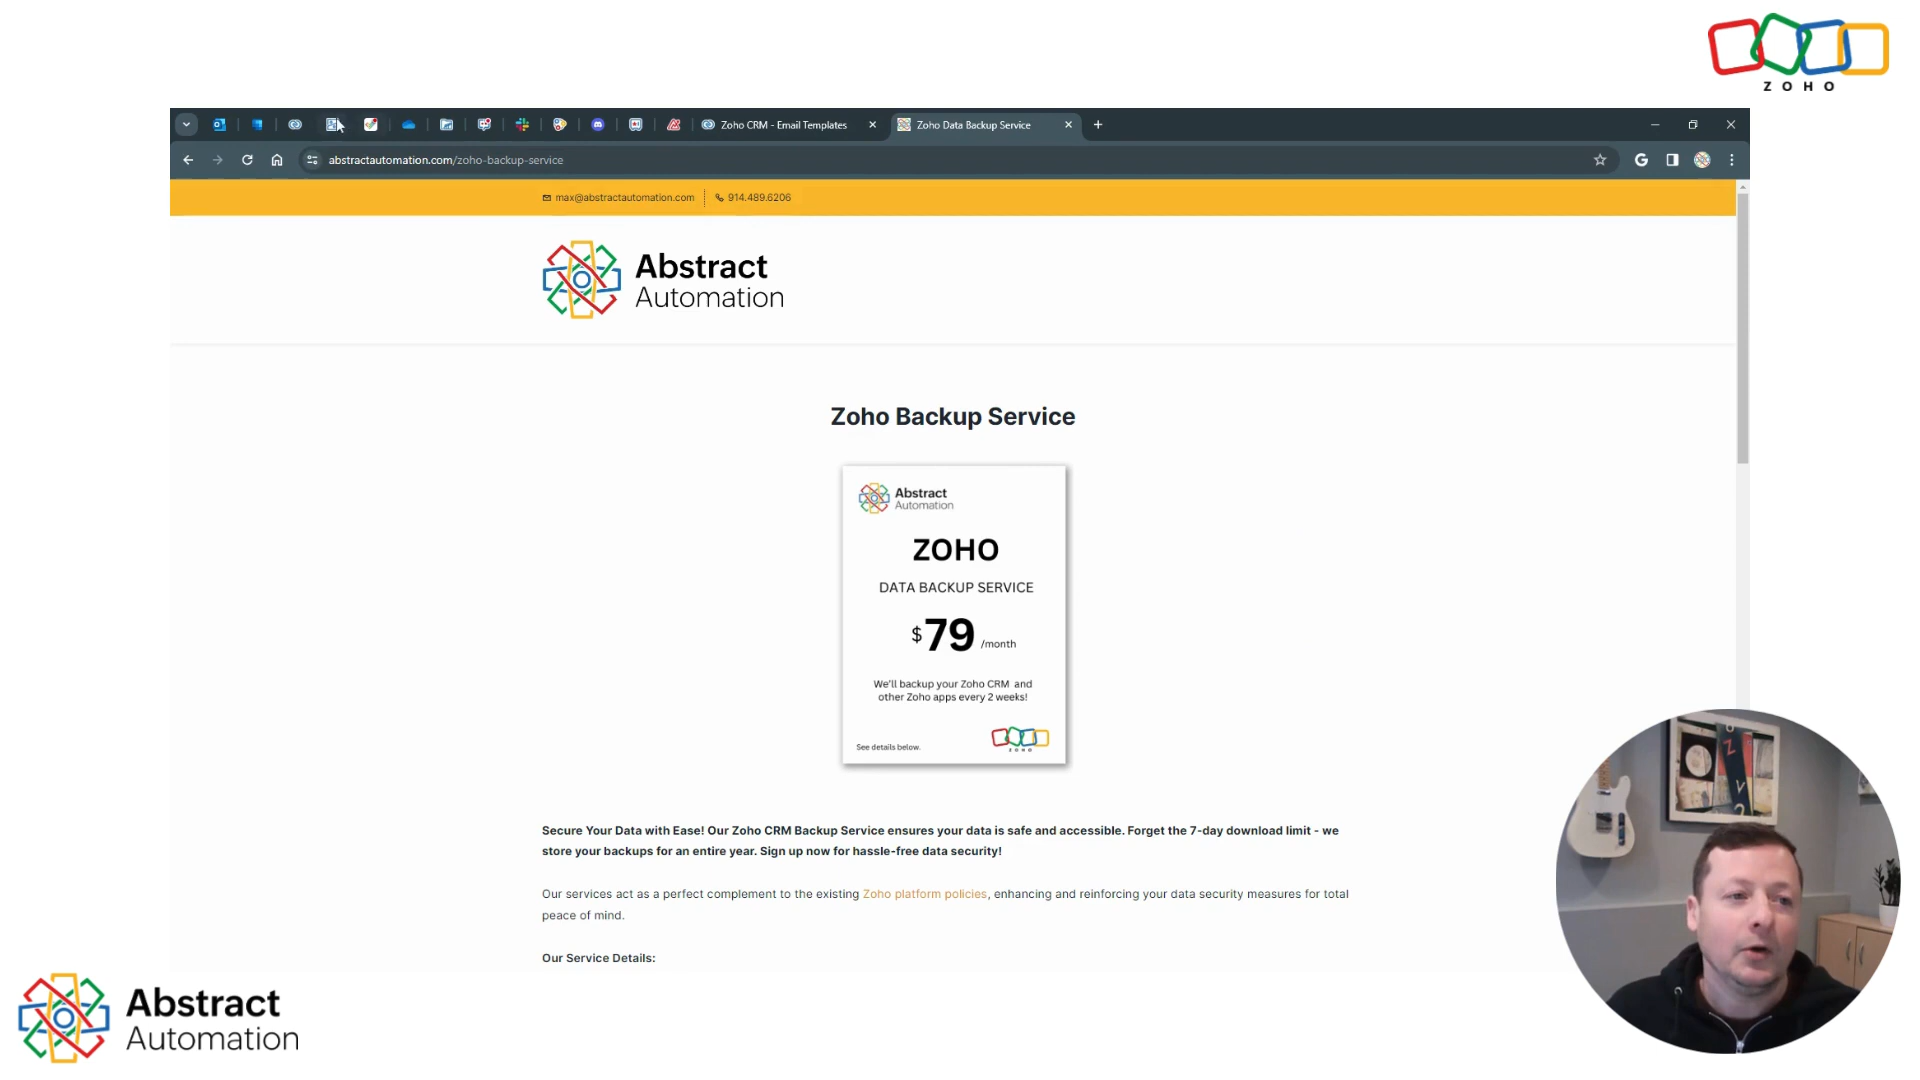 ZOHO
Zoho CRM - Email Templates
Zoho Data Backup Service
abstractautomation.com/zoho-backup-service
max@abstractautomation.com
914.489.6206
Abstract
Automation
Zoho Backup Service
Abstract
Automation
ZOHO
DATA BACKUP SERVICE
$79 /month
We'll backup your Zoho CRM and
other Zoho apps every 2 weeks!
See details below.
ZOHO
Secure Your Data with Ease! Our Zoho CRM Backup Service ensures your data is safe and accessible. Forget the 7-day download limit - we
store your backups for an entire year. Sign up now for hassle-free data security!
Our services act as a perfect complement to the existing Zoho platform policies, enhancing and reinforcing your data security measures for total
peace of mind.
Our Service Details:
Abstract
Automation